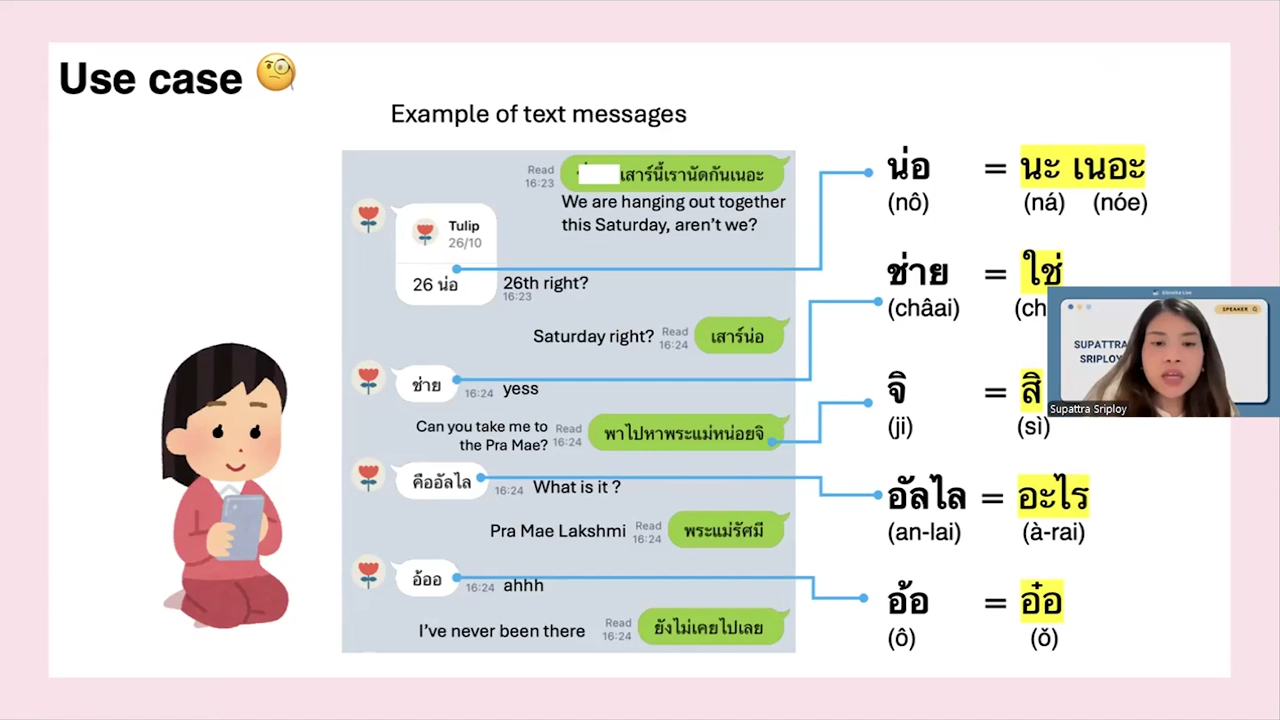 Use case
Example of text messages
Read
16:23
เสาร์นี้เรานัดกันเนอะ
We are hanging out together
this Saturday, aren't we?
Tulip
26/10
26 น่อ
26th right?
16:23
Saturday right?
Read
16:24
เสาร์น่อ
ช่าย
16:24
yess
Can you take me to
the Pra Mae?
Read
16:24
พาไปหาพระแม่หน่อยจิ
คืออัลไล
16:24
What is it ?
Pra Mae Lakshmi
Read
16:24
พระแม่รัศมี
อ้ออ
16:24
ahhh
I've never been there
Read
16:24
ยังไม่เคยไปเลย
น่อ = นะ เนอะ
(nô) (ná) (nóe)
ช่าย = ใช่
(châai) (ch
จิ = สิ
(ji) (sì)
อัลไล = อะไร
(an-lai) (à-rai)
อ้อ = อ๋อ
(ô) (ǒ)
SPEAKER
SUPATTRA
SRIPLOY
Supattra Sriploy